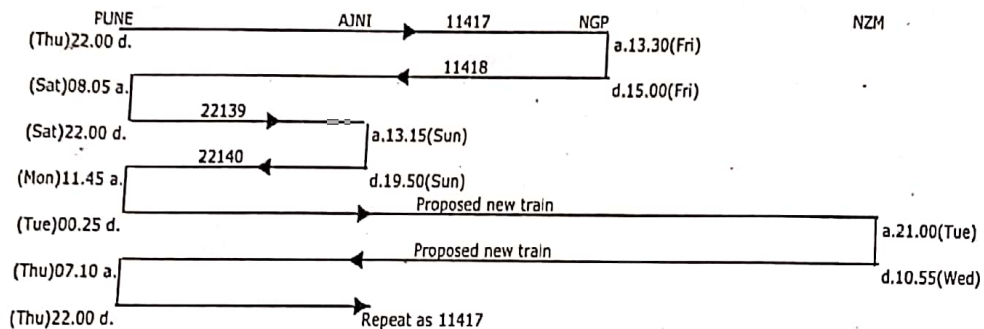 PUNE AJNI 11417 NGP NZM
(Thu)22.00 d. a.13.30(Fri)
11418
(Sat)08.05 a. d.15.00(Fri)
22139
(Sat)22.00 d. a.13.15(Sun)
22140
(Mon)11.45 a. d.19.50(Sun)
Proposed new train
(Tue)00.25 d. a.21.00(Tue)
Proposed new train
(Thu)07.10 a. d.10.55(Wed)
(Thu)22.00 d. Repeat as 11417